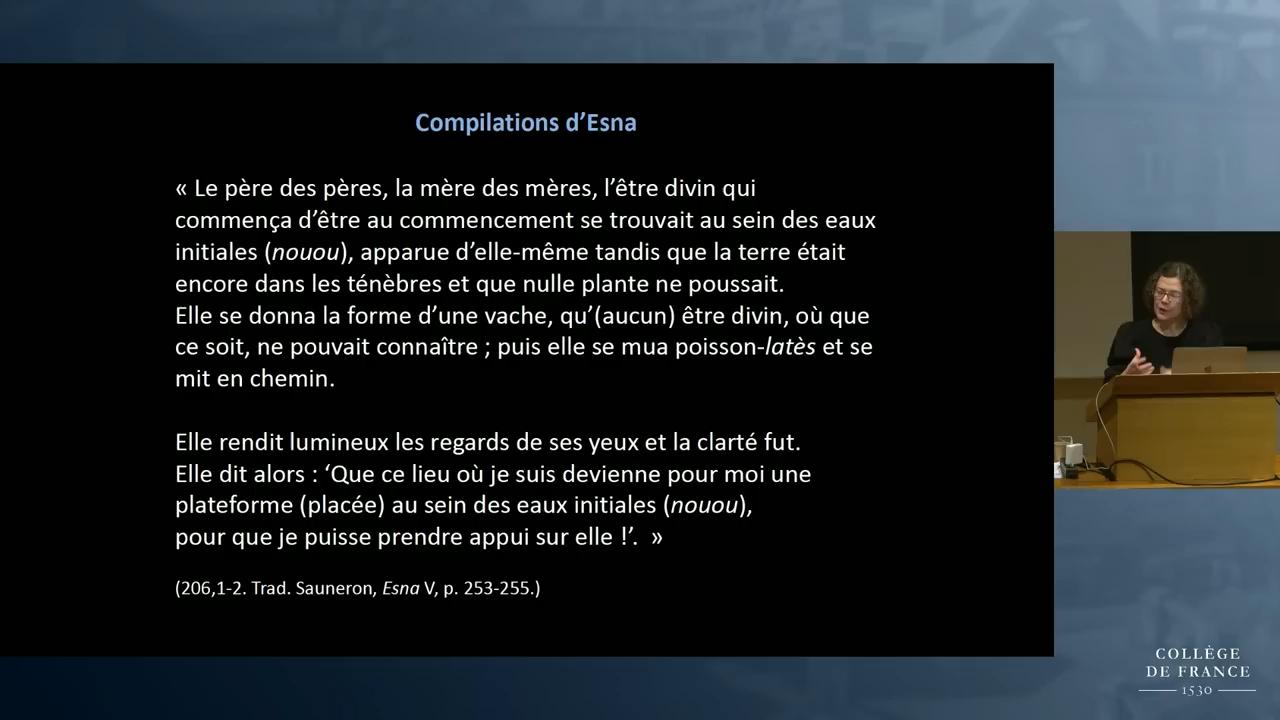 Compilations d’Esna
« Le père des pères, la mère des mères, l’être divin qui
commença d’être au commencement se trouvait au sein des eaux
initiales (nouou), apparue d’elle-même tandis que la terre était
encore dans les ténèbres et que nulle plante ne poussait.
Elle se donna la forme d’une vache, qu’(aucun) être divin, où que
ce soit, ne pouvait connaître ; puis elle se mua poisson-latès et se
mit en chemin.
Elle rendit lumineux les regards de ses yeux et la clarté fut.
Elle dit alors : ‘Que ce lieu où je suis devienne pour moi une
plateforme (placée) au sein des eaux initiales (nouou),
pour que je puisse prendre appui sur elle !’. »
(206,1-2. Trad. Sauneron, Esna V, p. 253-255.)
COLLÈGE
DE FRANCE
1530